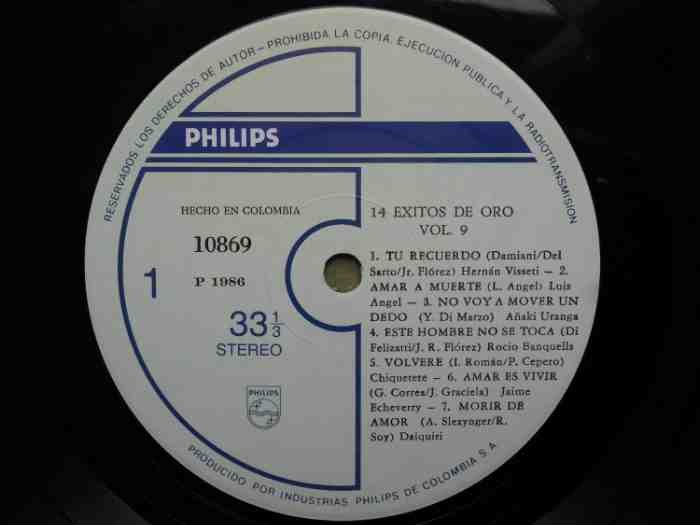 RESERVADOS LOS DERECHOS DE AUTOR - PROHIBIDA LA COPIA, EJECUCION PUBLICA Y LA RADIOTRANSMISION
PHILIPS
HECHO EN COLOMBIA
10869
1
P 1986
33 1/3
STEREO
PHILIPS
14 EXITOS DE ORO
VOL. 9
1. TU RECUERDO (Damiani/Del
Sarto/Jr. Flórez) Hernán Visseti - 2.
AMAR A MUERTE (L. Angel) Luis
Angel - 3. NO VOY A MOVER UN
DEDO (Y. Di Marzo) Añaki Uranga
4. ESTE HOMBRE NO SE TOCA (Di
Felizatti/J. R. Flórez) Rocio Banquells
5. VOLVERE (I. Román/P. Cepero)
Chiquetete - 6. AMAR ES VIVIR
(G. Correa/J. Graciela) Jaime
Echeverry - 7. MORIR DE
AMOR (A. Slezynger/R.
Soy) Daiquiri
PRODUCIDO POR INDUSTRIAS PHILIPS DE COLOMBIA S.A.